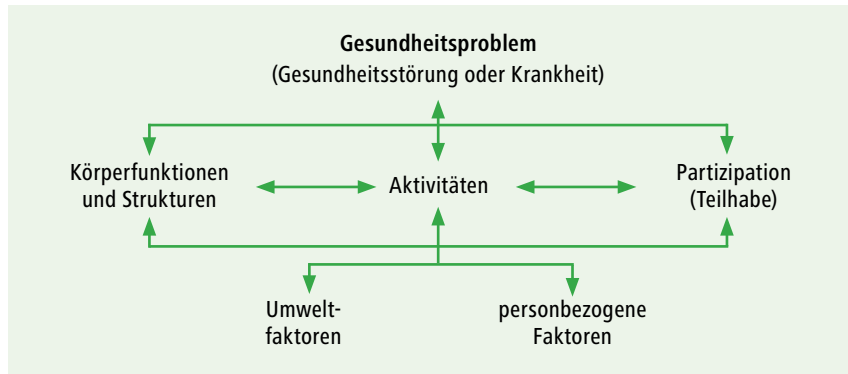 Gesundheitsproblem
(Gesundheitsstörung oder Krankheit)
Körperfunktionen
und Strukturen
Aktivitäten
Partizipation
(Teilhabe)
Umwelt-
faktoren
personbezogene
Faktoren